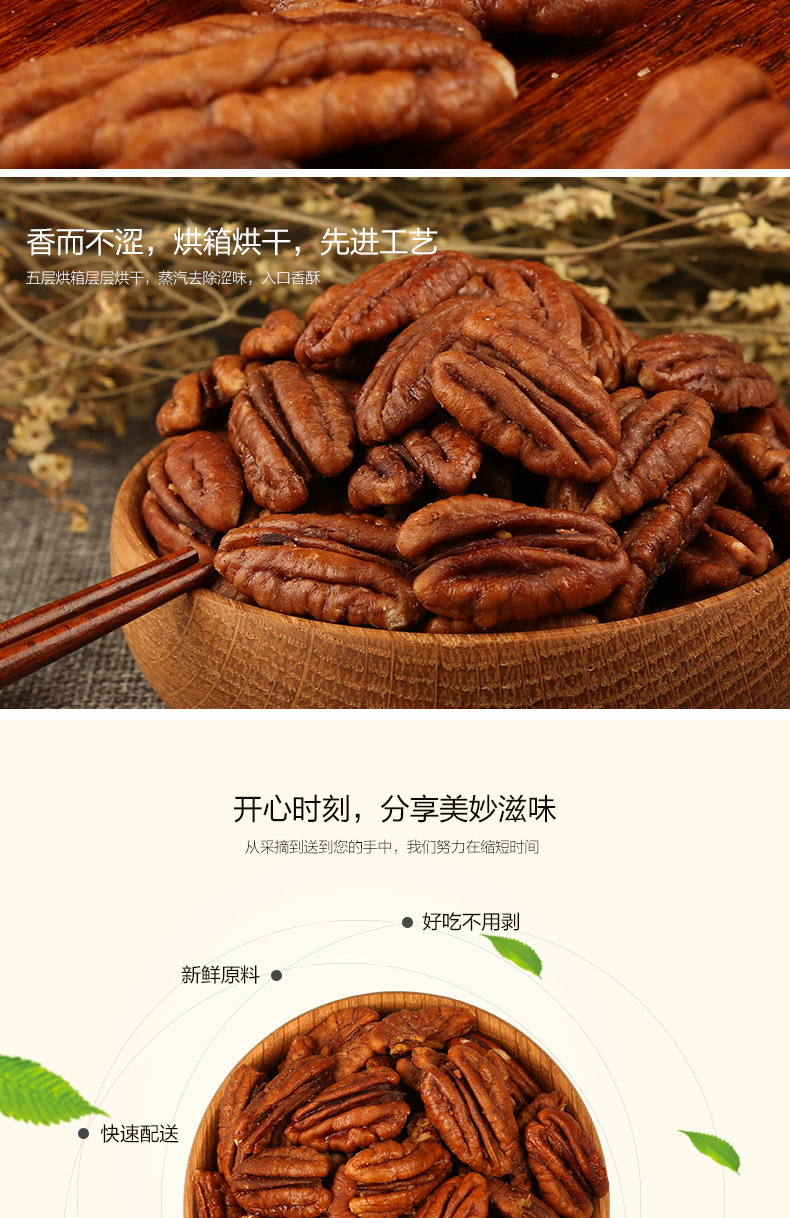 香而不涩，烘箱烘干，先进工艺
五层烘箱层层烘干，蒸汽去除涩味，入口香酥
开心时刻，分享美妙滋味
从采摘到送到您的手中，我们努力在缩短时间
好吃不用剥
新鲜原料
快速配送